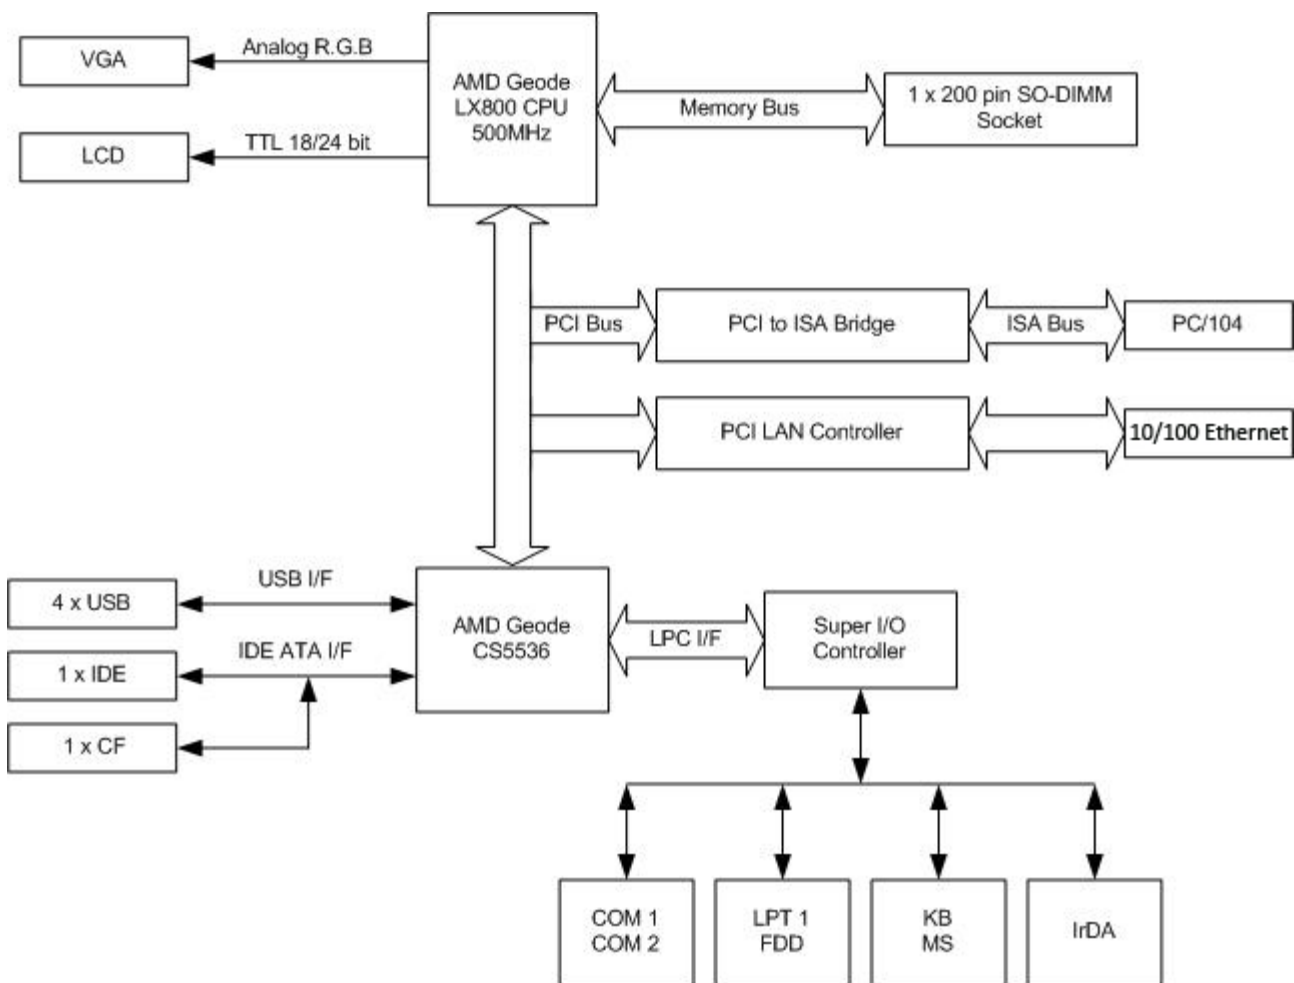 VGA
Analog R.G.B
AMD Geode
LX800 CPU
500MHz
Memory Bus
1 x 200 pin SO-DIMM
Socket
LCD
TTL 18/24 bit
PCI Bus
PCI to ISA Bridge
ISA Bus
PC/104
PCI LAN Controller
10/100 Ethernet
4 x USB
USB I/F
AMD Geode
CS5536
LPC I/F
Super I/O
Controller
1 x IDE
IDE ATA I/F
1 x CF
COM 1
COM 2
LPT 1
FDD
KB
MS
IrDA